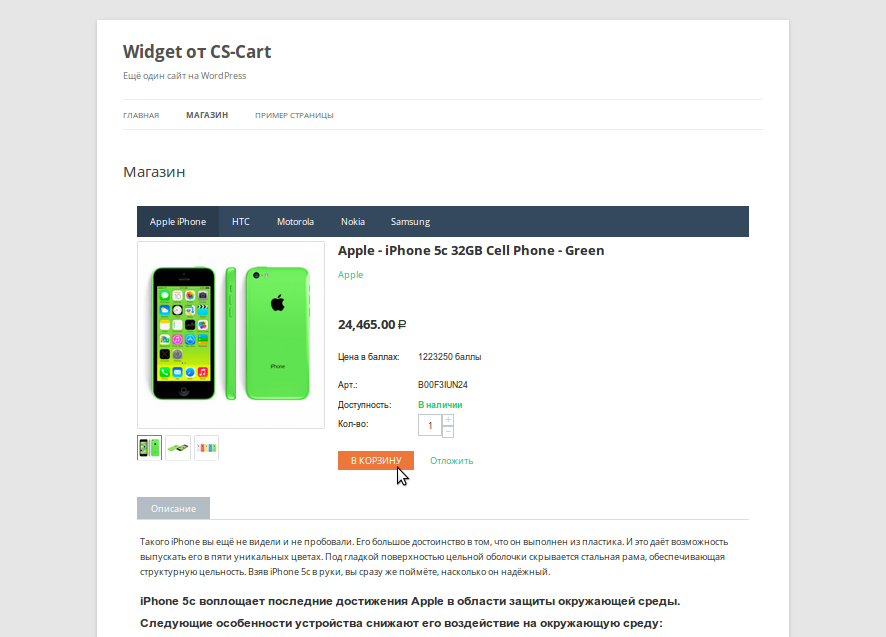 Widget от CS-Cart
Ещё один сайт на WordPress
ГЛАВНАЯ МАГАЗИН ПРИМЕР СТРАНИЦЫ
Магазин
Apple iPhone HTC Motorola Nokia Samsung
Apple - iPhone 5c 32GB Cell Phone - Green
Apple
24,465.00 ₽
Цена в баллах: 1223250 баллы
Арт.: B00F3IUN24
Доступность: В наличии
Кол-во: 1 + −
В КОРЗИНУ Отложить
iPhone
Описание
Такого iPhone вы ещё не видели и не пробовали. Его большое достоинство в том, что он выполнен из пластика. И это даёт возможность
выпускать его в пяти уникальных цветах. Под гладкой поверхностью цельной оболочки скрывается стальная рама, обеспечивающая
структурную цельность. Взяв iPhone 5c в руки, вы сразу же поймёте, насколько он надёжный.
iPhone 5c воплощает последние достижения Apple в области защиты окружающей среды.
Следующие особенности устройства снижают его воздействие на окружающую среду: